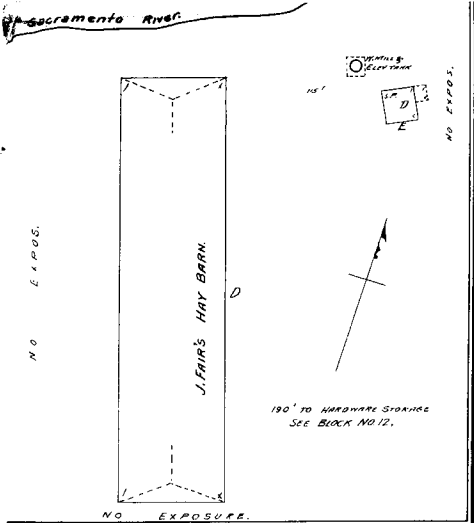 Sacramento River.
W. MILL &
ELEV TANK
115'
S.P.
D
E
NO EXPOS.
NO EXPOS.
J. FAIR'S HAY BARN.
D
190' TO HARDWARE STORAGE
SEE BLOCK NO. 12.
NO EXPOSURE.